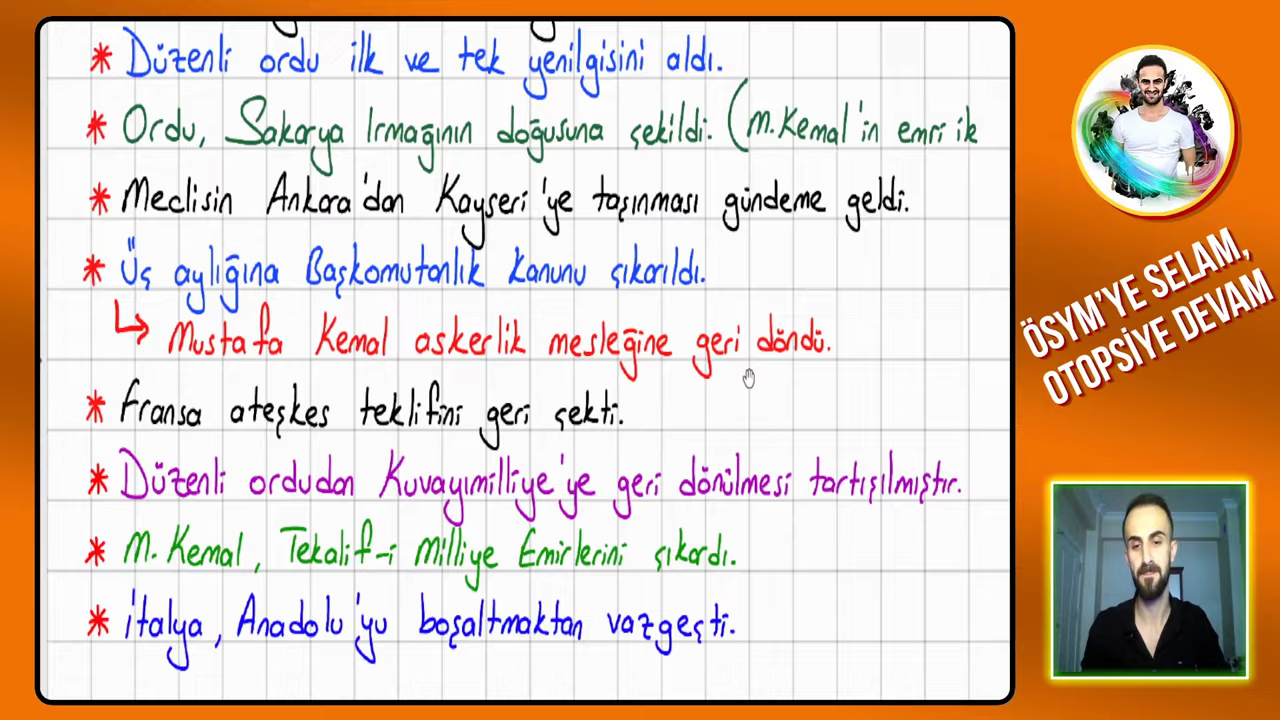 * Düzenli ordu ilk ve tek yenilgisini aldı.
* Ordu, Sakarya Irmağının doğusuna çekildi. (M.Kemal'in emri ile
* Meclisin Ankara'dan Kayseri'ye taşınması gündeme geldi.
* Üç aylığına Başkomutanlık Kanunu çıkarıldı.
↳ Mustafa Kemal askerlik mesleğine geri döndü.
* Fransa ateşkes teklifini geri çekti.
* Düzenli ordudan Kuvayımilliye'ye geri dönülmesi tartışılmıştır.
* M. Kemal, Tekalif-i Milliye Emirlerini çıkardı.
* İtalya, Anadolu'yu boşaltmaktan vazgeçti.
ÖSYM'YE SELAM,
OTOPSİYE DEVAM